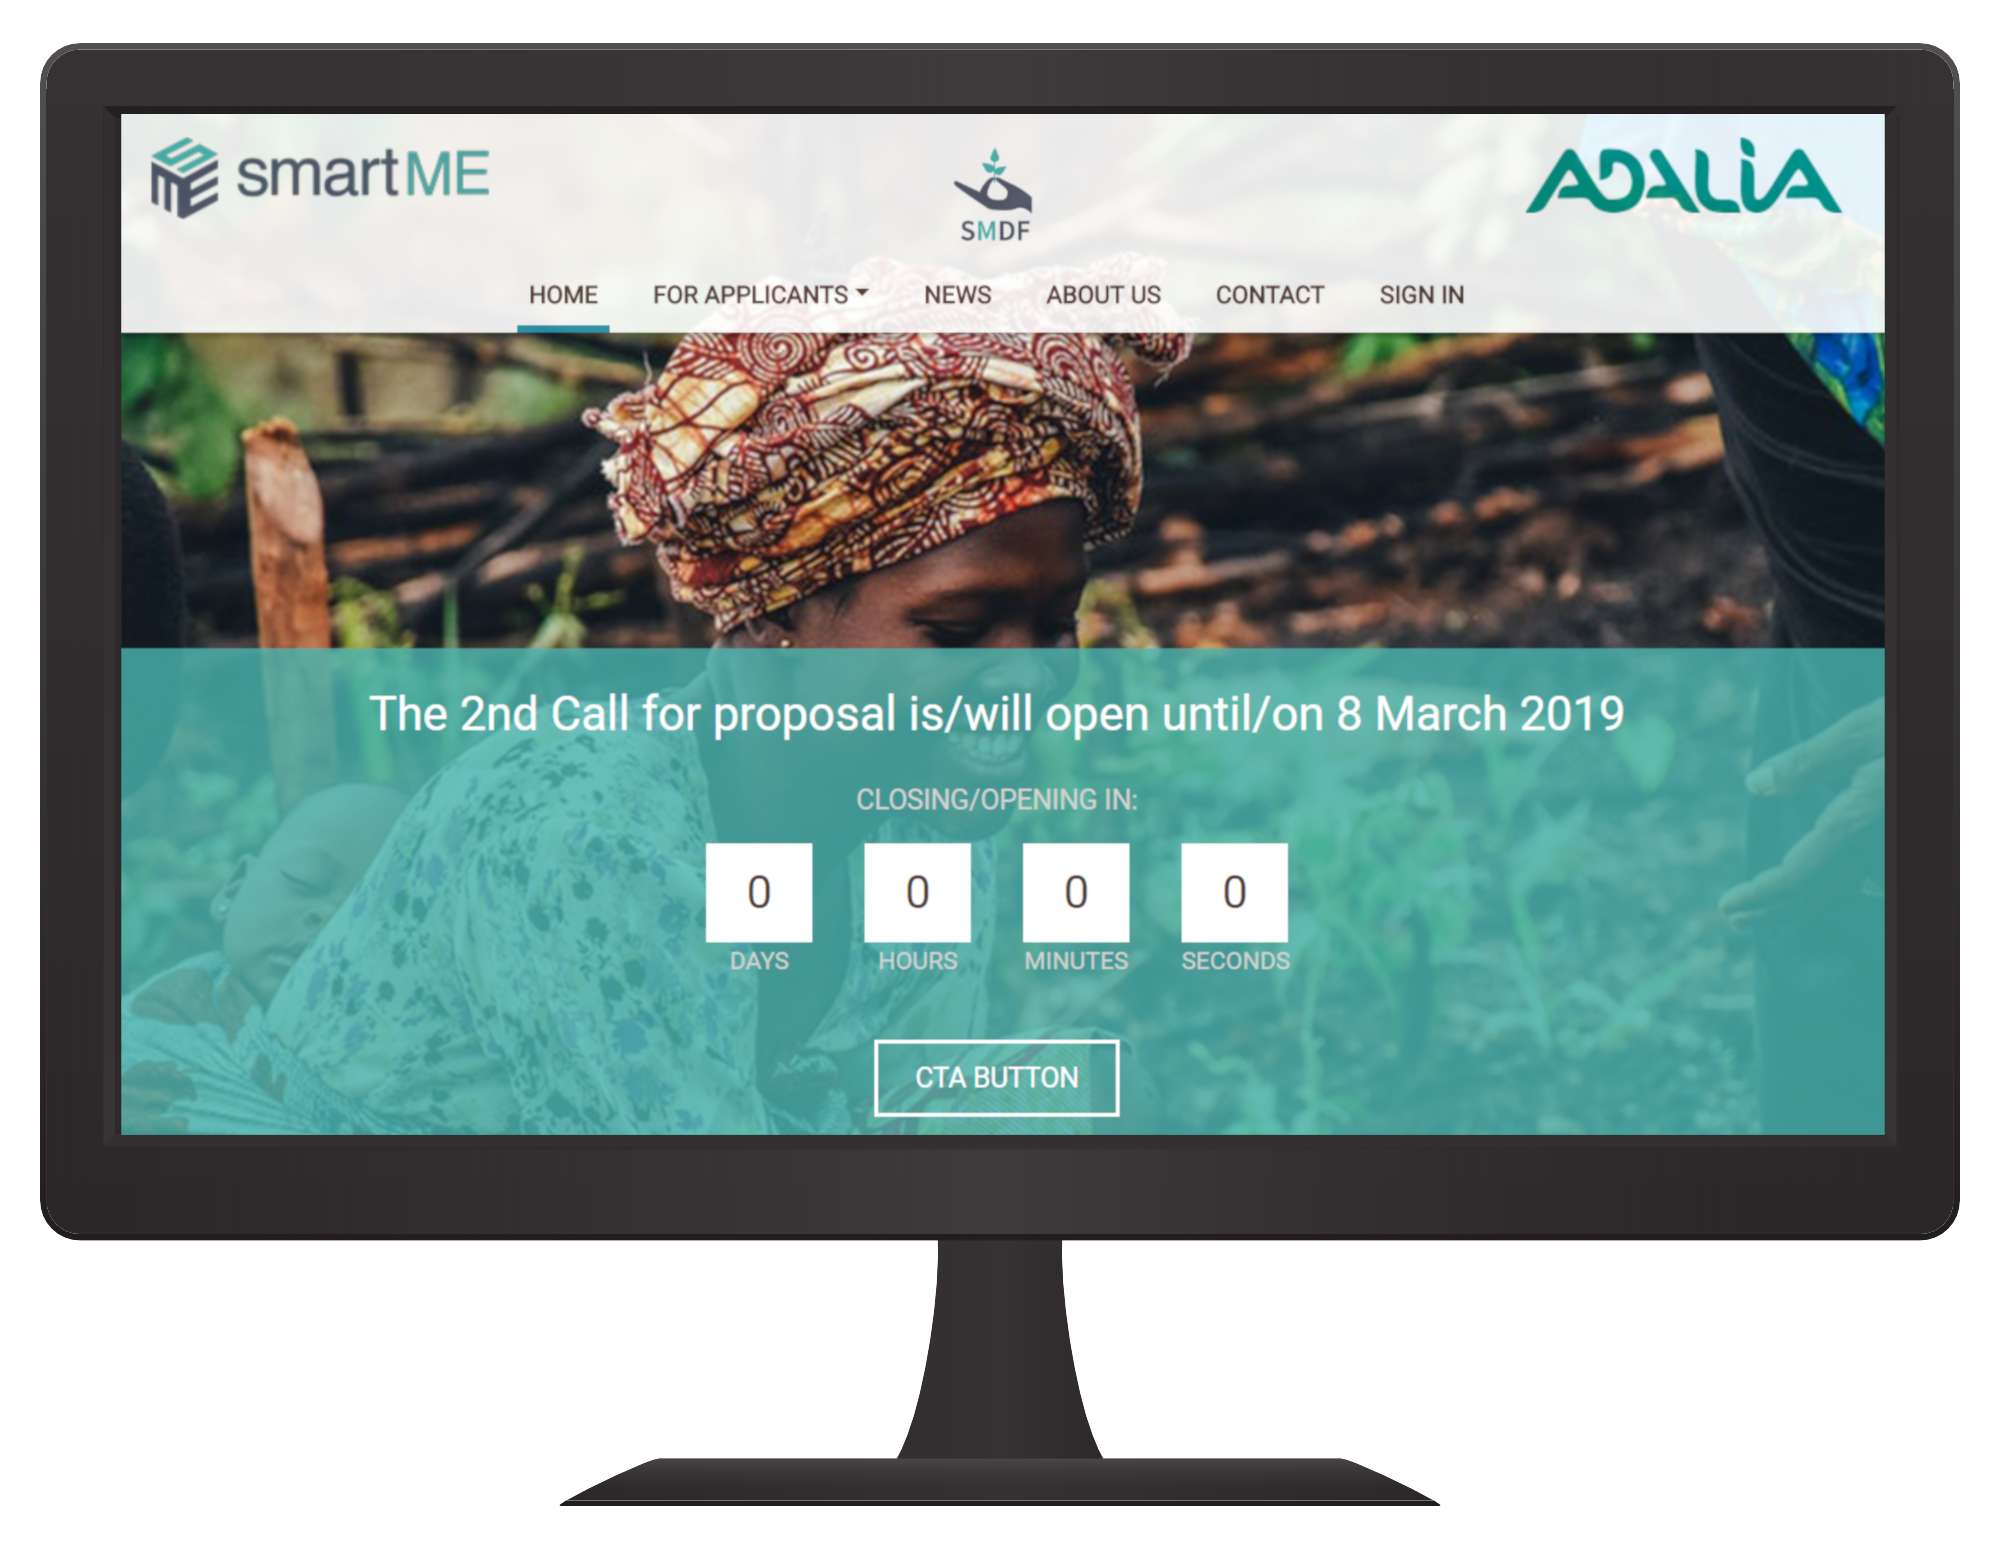 SME smartME
SMDF
ADALIA
HOME FOR APPLICANTS NEWS ABOUT US CONTACT SIGN IN
The 2nd Call for proposal is/will open until/on 8 March 2019
CLOSING/OPENING IN:
0 0 0 0
DAYS HOURS MINUTES SECONDS
CTA BUTTON